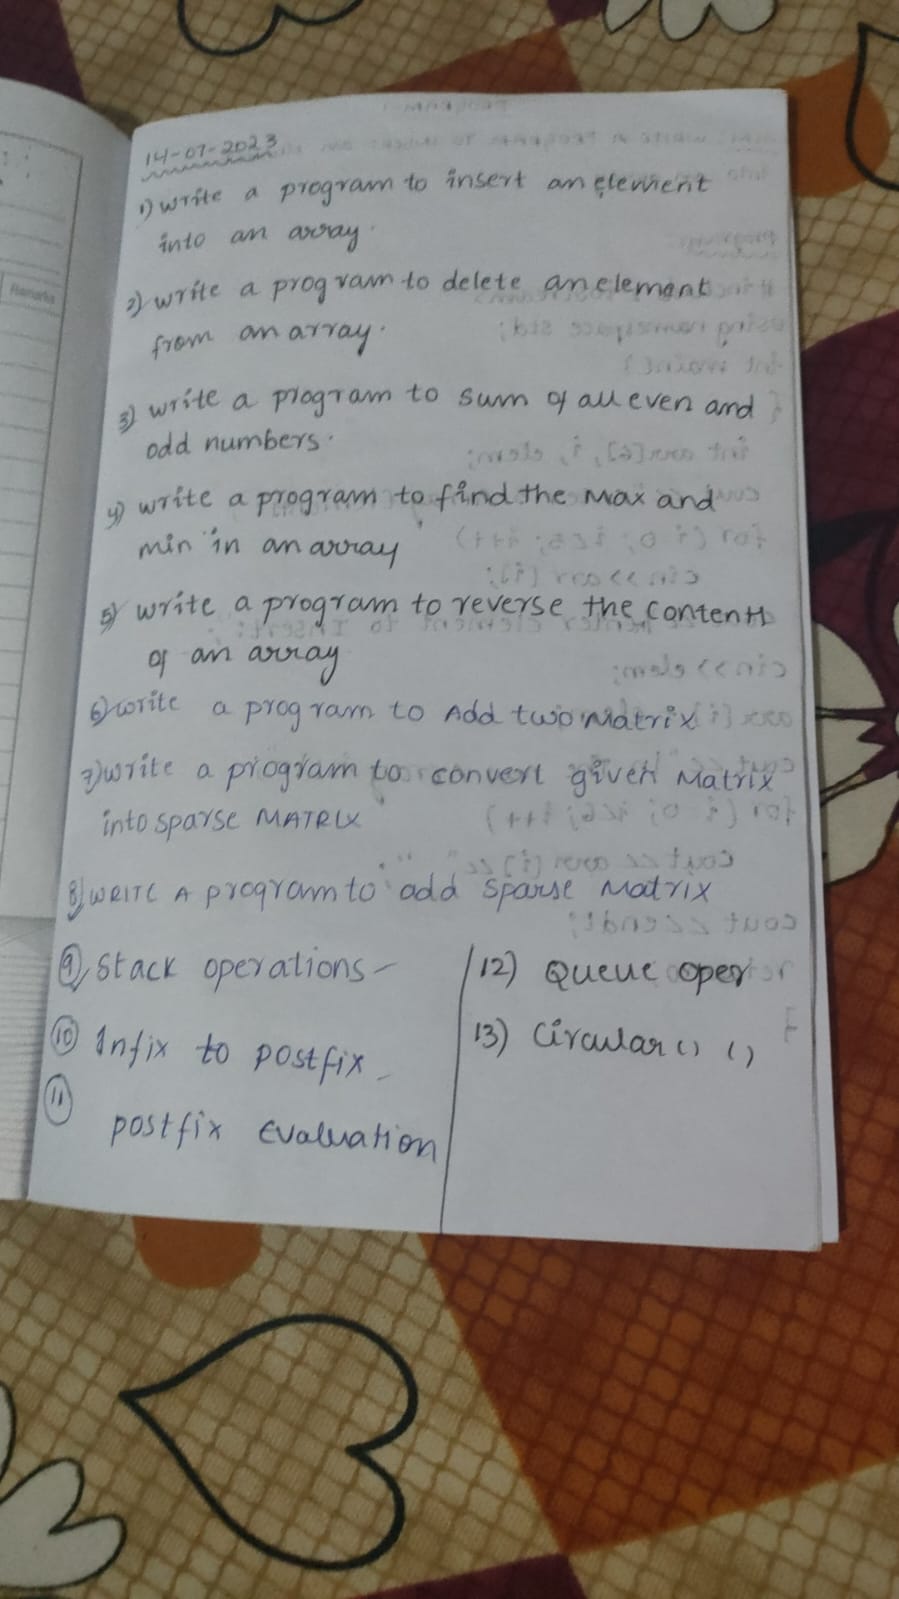 14-07-2023
1) write a program to insert an element
into an array.
2) write a program to delete an element
from an array.
3) write a program to sum of all even and
odd numbers.
4) write a program to find the Max and
min in an array
5) write a program to reverse the contents
of an array
6) write a program to Add two Matrix
7) write a program to convert given Matrix
into sparse MATRIX
8) WRITE A program to add sparse Matrix
9) Stack operations -
10) Infix to postfix -
11)
postfix Evaluation
12) Queue oper
13) Circular () ()
Remarks